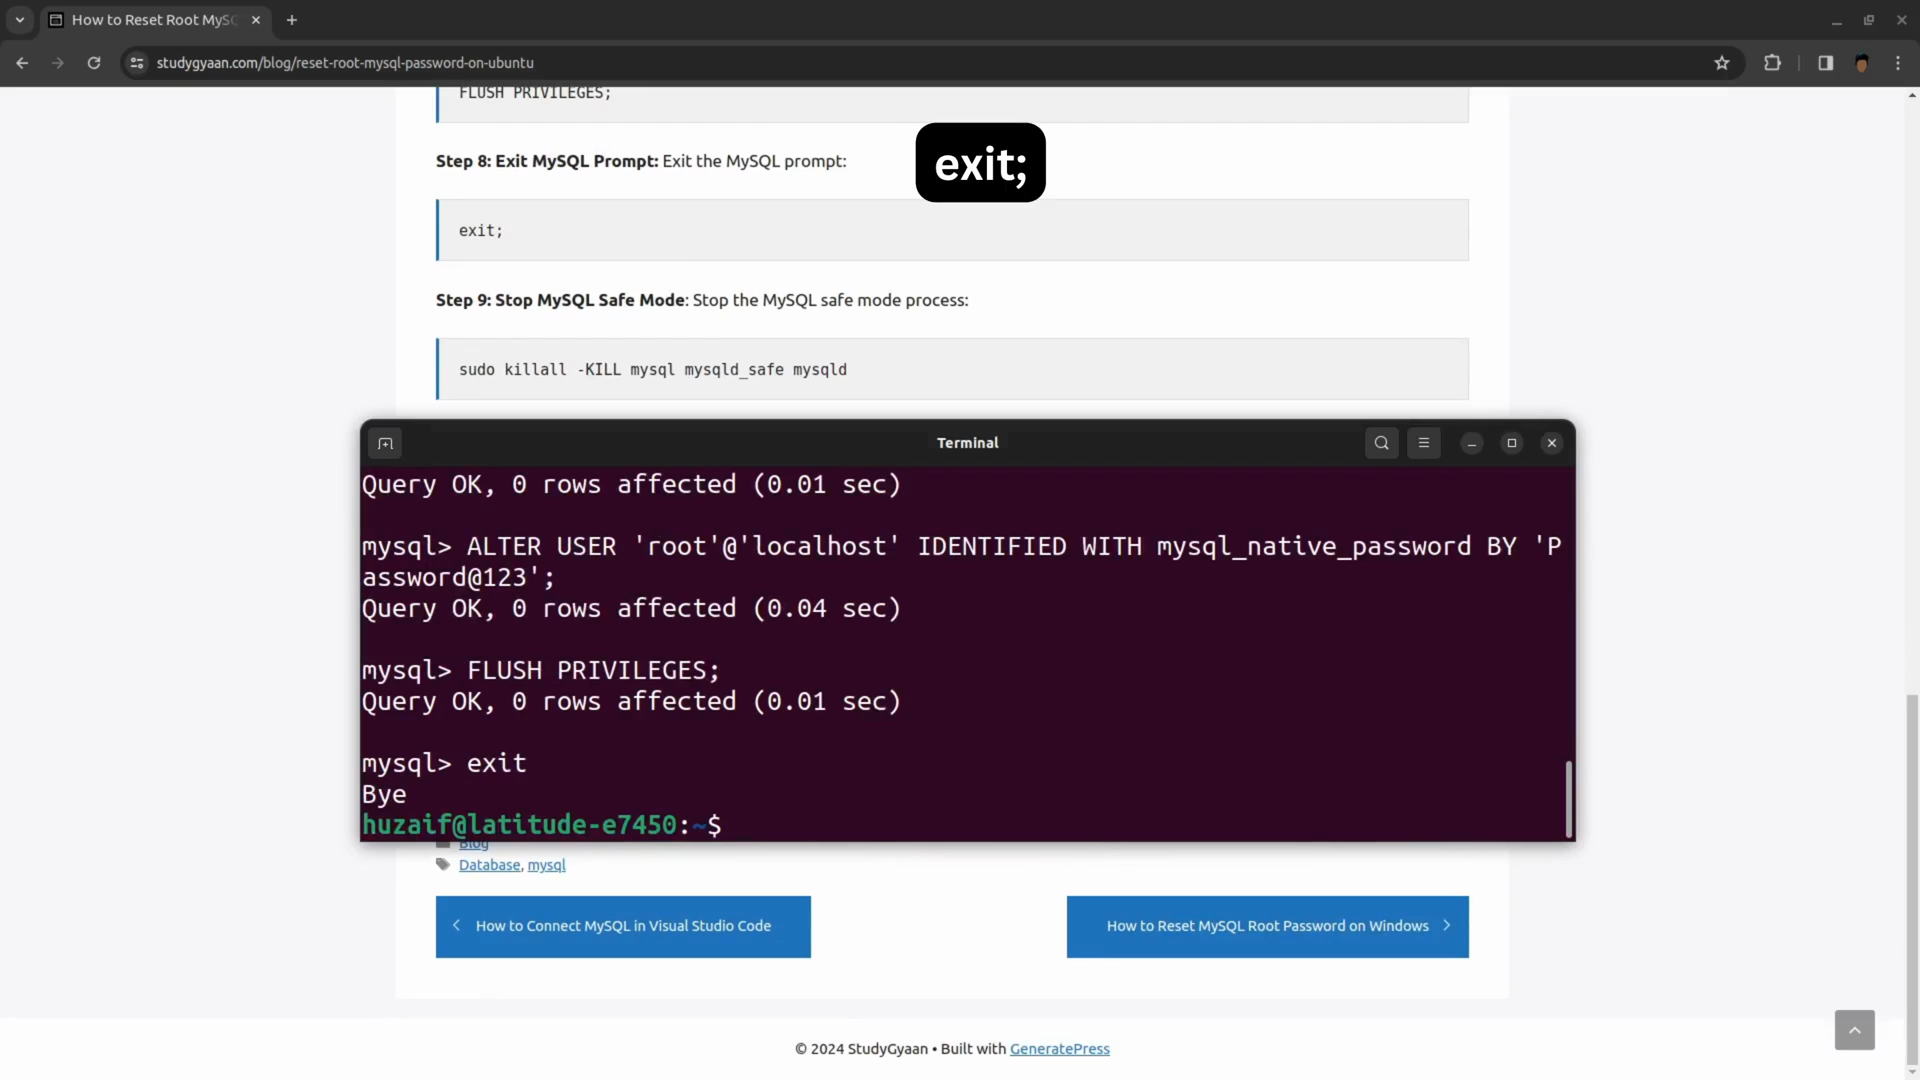 How to Reset Root MySC
studygyaan.com/blog/reset-root-mysql-password-on-ubuntu
FLUSH PRIVILEGES;
Step 8: Exit MySQL Prompt: Exit the MySQL prompt:
exit;
exit;
Step 9: Stop MySQL Safe Mode: Stop the MySQL safe mode process:
sudo killall -KILL mysql mysqld_safe mysqld
Terminal
Query OK, 0 rows affected (0.01 sec)
mysql> ALTER USER 'root'@'localhost' IDENTIFIED WITH mysql_native_password BY 'P
assword@123';
Query OK, 0 rows affected (0.04 sec)
mysql> FLUSH PRIVILEGES;
Query OK, 0 rows affected (0.01 sec)
mysql> exit
Bye
huzaif@latitude-e7450:~$
Blog
Database, mysql
How to Connect MySQL in Visual Studio Code
How to Reset MySQL Root Password on Windows
© 2024 StudyGyaan • Built with GeneratePress